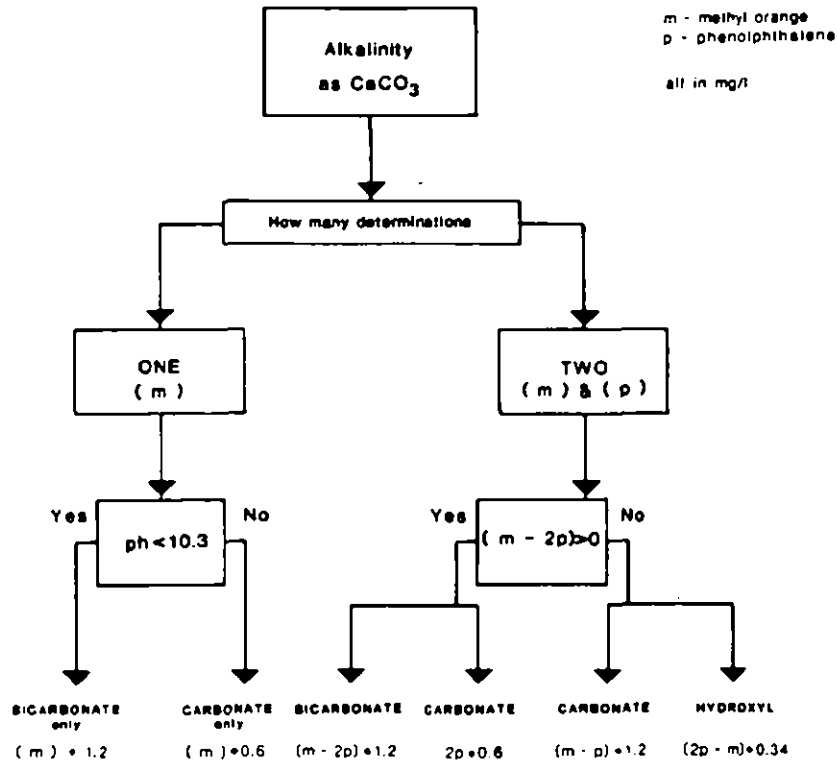 m - methyl orange
p - phenolphthalene
all in mg/l
Alkalinity
as CaCO3
How many determinations
ONE
( m )
TWO
( m ) & ( p )
Yes
ph<10.3
No
Yes
( m - 2p)>0
No
BICARBONATE
only
( m ) * 1.2
CARBONATE
only
( m )*0.6
BICARBONATE
(m - 2p)*1.2
CARBONATE
2p*0.6
CARBONATE
(m - p)*1.2
HYDROXYL
(2p - m)*0.34